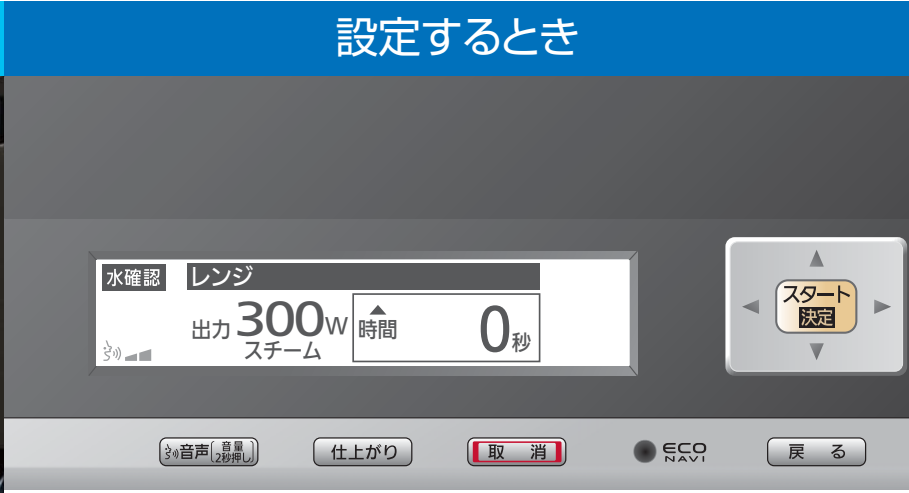 設定するとき
水確認 レンジ
出力 300W 時間 0秒
スチーム
スタート
決定
音声 音量 2秒押し
仕上がり
取 消
ECO NAVI
戻 る